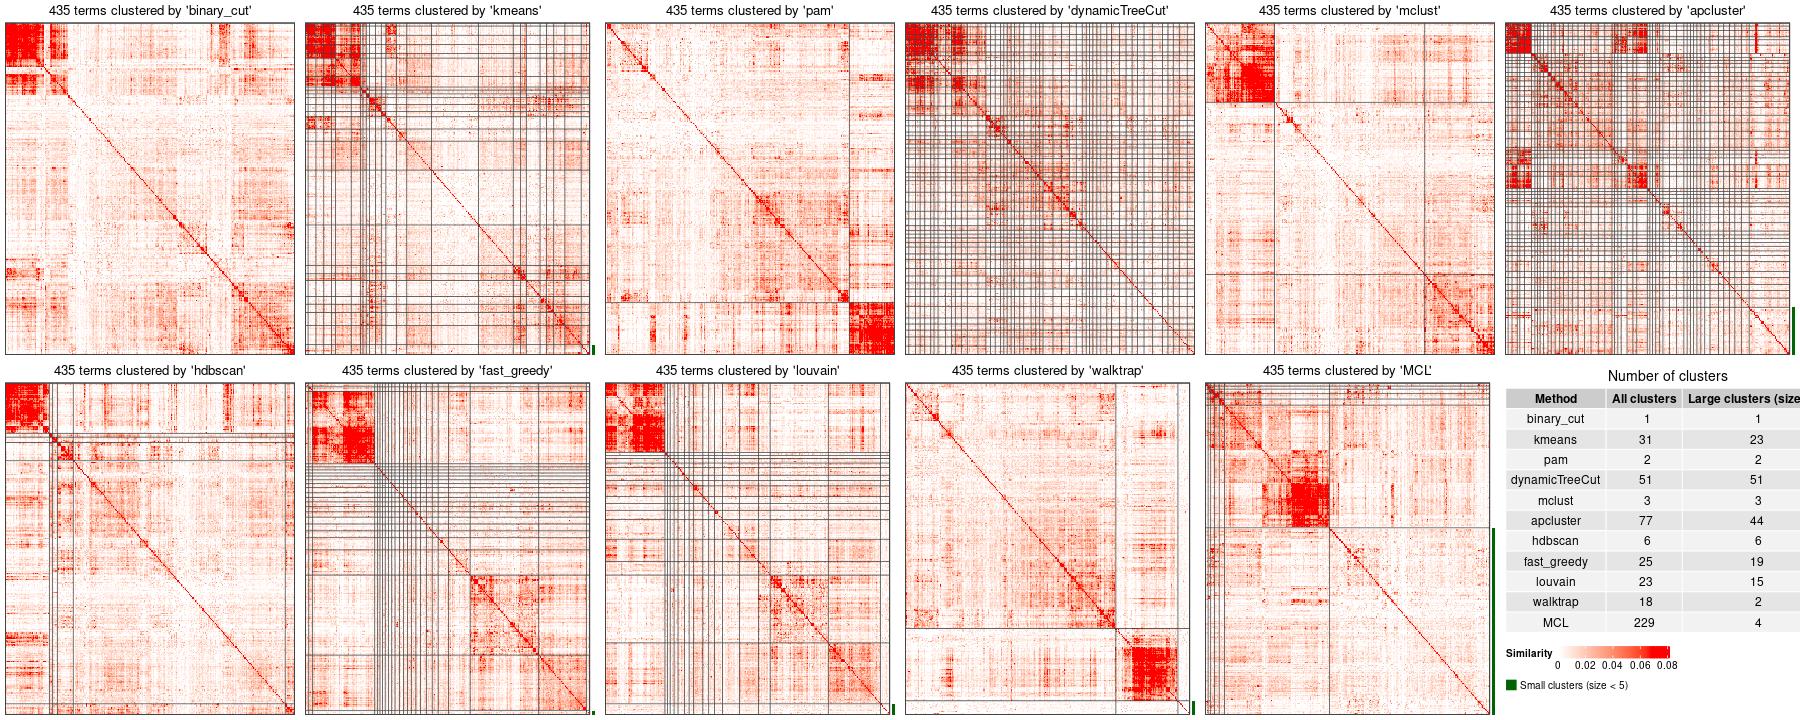 435 terms clustered by 'binary_cut'
435 terms clustered by 'kmeans'
435 terms clustered by 'pam'
435 terms clustered by 'dynamicTreeCut'
435 terms clustered by 'mclust'
435 terms clustered by 'apcluster'
435 terms clustered by 'hdbscan'
435 terms clustered by 'fast_greedy'
435 terms clustered by 'louvain'
435 terms clustered by 'walktrap'
435 terms clustered by 'MCL'
Number of clusters
Method All clusters Large clusters (size
binary_cut 1 1
kmeans 31 23
pam 2 2
dynamicTreeCut 51 51
mclust 3 3
apcluster 77 44
hdbscan 6 6
fast_greedy 25 19
louvain 23 15
walktrap 18 2
MCL 229 4
Similarity
0 0.02 0.04 0.06 0.08
Small clusters (size < 5)